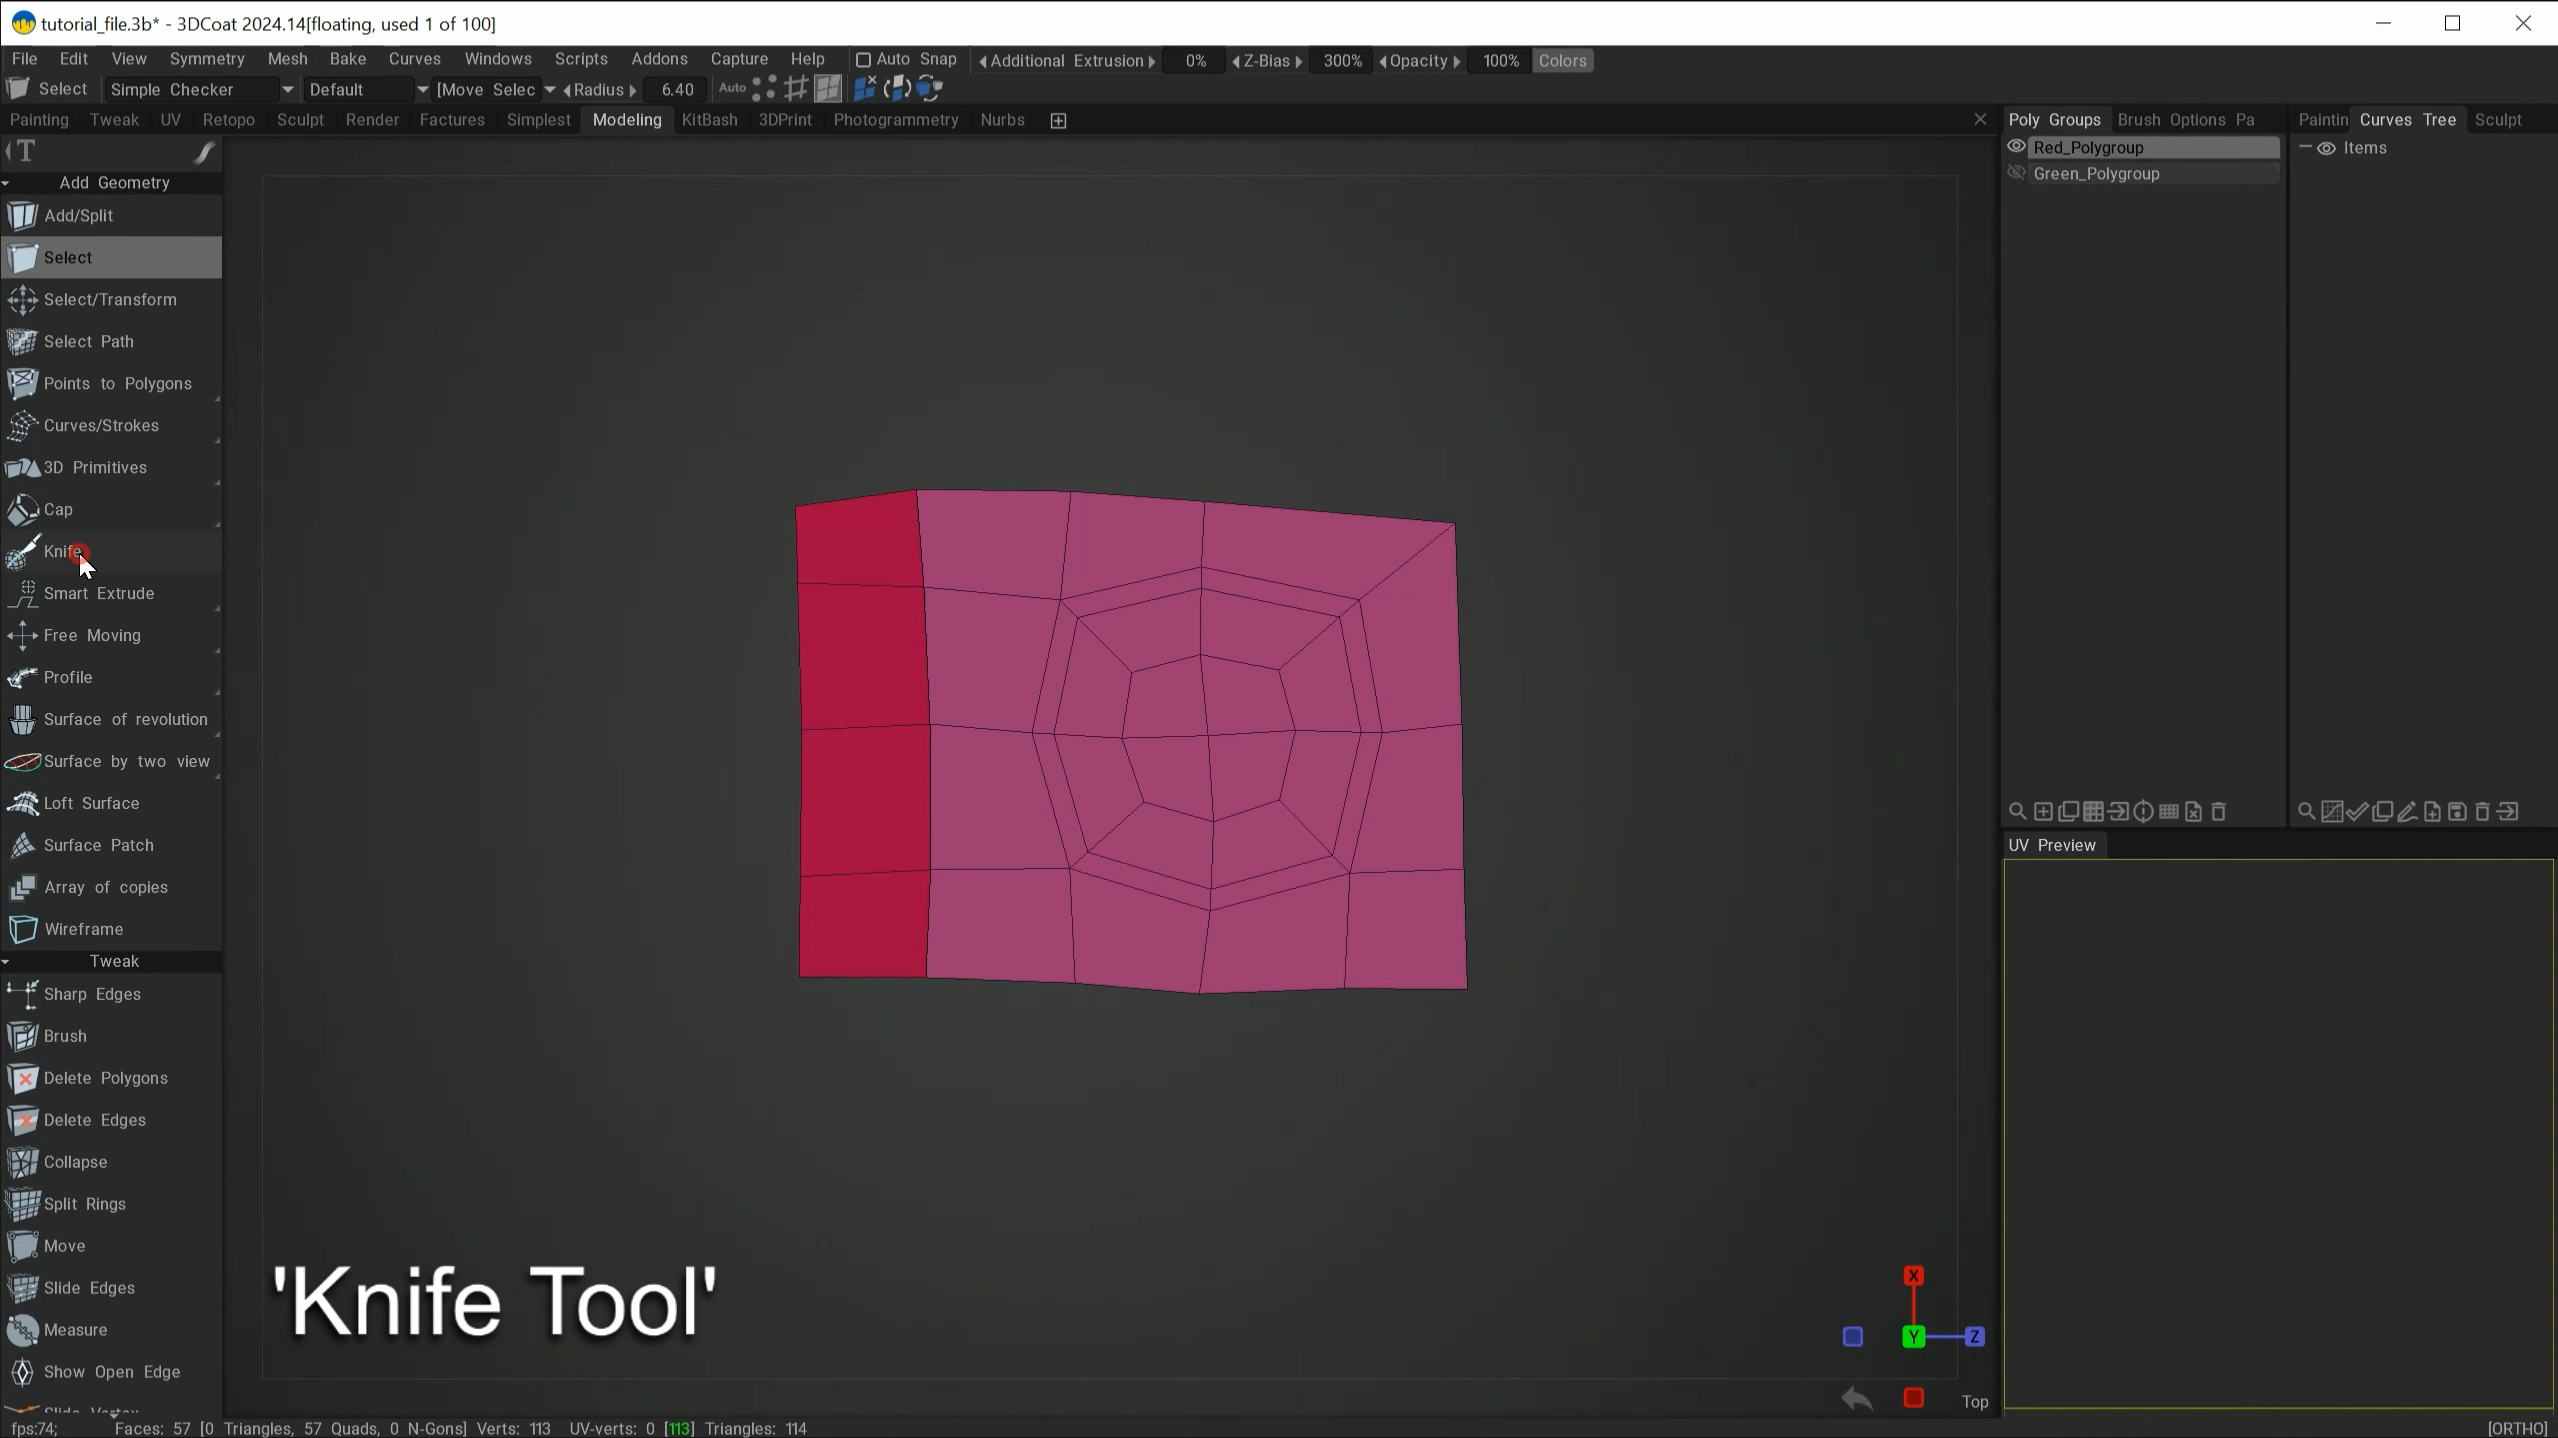 tutorial_file.3b* - 3DCoat 2024.14[floating, used 1 of 100]
File Edit View Symmetry Mesh Bake Curves Windows Scripts Addons Capture Help Auto Snap Additional Extrusion 0% Z-Bias 300% Opacity 100% Colors
Select Simple Checker Default [Move Selec Radius 6.40 Auto
Painting Tweak UV Retopo Sculpt Render Factures Simplest Modeling KitBash 3DPrint Photogrammetry Nurbs
Poly Groups Brush Options Pa
Paintin Curves Tree Sculpt
T
Red_Polygroup
Green_Polygroup
Items
Add Geometry
Add/Split
Select
Select/Transform
Select Path
Points to Polygons
Curves/Strokes
3D Primitives
Cap
Knife
Smart Extrude
Free Moving
Profile
Surface of revolution
Surface by two view
Loft Surface
Surface Patch
Array of copies
Wireframe
Tweak
Sharp Edges
Brush
Delete Polygons
Delete Edges
Collapse
Split Rings
Move
Slide Edges
Measure
Show Open Edge
Slide Vertex
UV Preview
'Knife Tool'
X
Y
Z
Top
fps:74; Faces: 57 [0 Triangles, 57 Quads, 0 N-Gons] Verts: 113 UV-verts: 0 [113] Triangles: 114
[ORTHO]